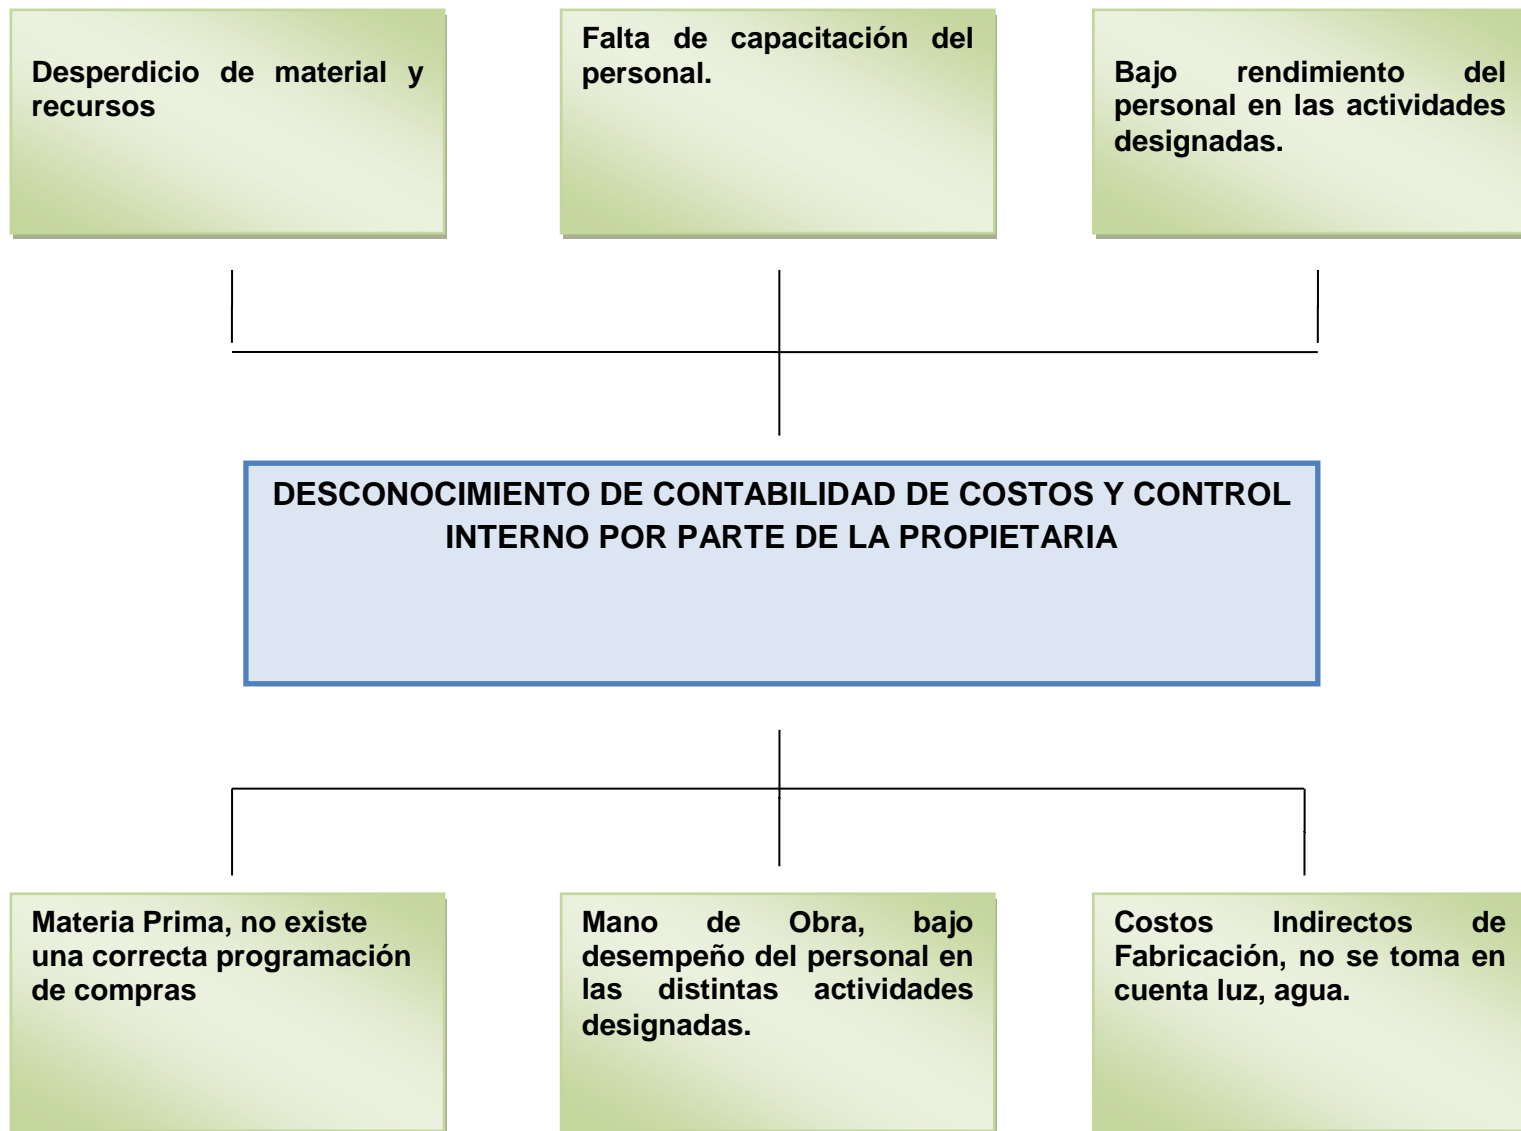 Desperdicio de material y
recursos
Falta de capacitación del
personal.
Bajo rendimiento del
personal en las actividades
designadas.
DESCONOCIMIENTO DE CONTABILIDAD DE COSTOS Y CONTROL
INTERNO POR PARTE DE LA PROPIETARIA
Materia Prima, no existe
una correcta programación
de compras
Mano de Obra, bajo
desempeño del personal en
las distintas actividades
designadas.
Costos Indirectos de
Fabricación, no se toma en
cuenta luz, agua.